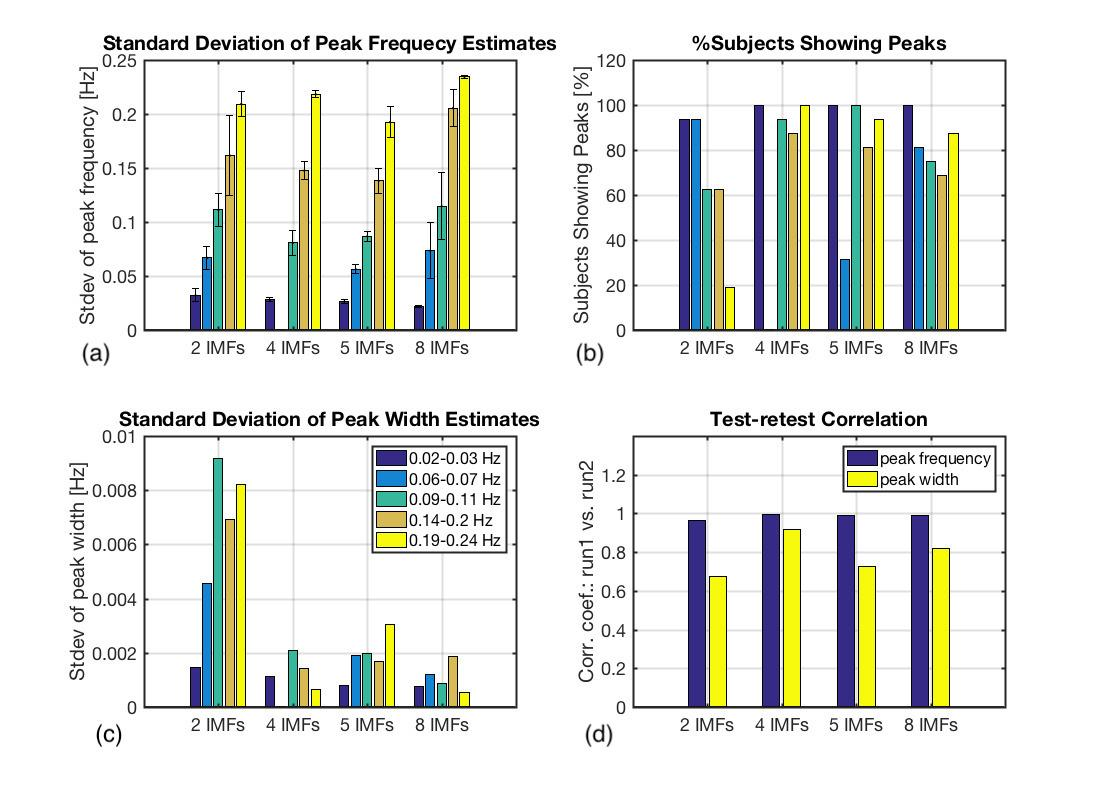 Standard Deviation of Peak Frequecy Estimates
Stdev of peak frequency [Hz]
0.25
0.2
0.15
0.1
0.05
0
2 IMFs 4 IMFs 5 IMFs 8 IMFs
(a)
%Subjects Showing Peaks
Subjects Showing Peaks [%]
120
100
80
60
40
20
0
2 IMFs 4 IMFs 5 IMFs 8 IMFs
(b)
Standard Deviation of Peak Width Estimates
Stdev of peak width [Hz]
0.01
0.008
0.006
0.004
0.002
0
0.02-0.03 Hz
0.06-0.07 Hz
0.09-0.11 Hz
0.14-0.2 Hz
0.19-0.24 Hz
2 IMFs 4 IMFs 5 IMFs 8 IMFs
(c)
Test-retest Correlation
Corr. coef.: run1 vs. run2
1.2
1
0.8
0.6
0.4
0.2
0
peak frequency
peak width
2 IMFs 4 IMFs 5 IMFs 8 IMFs
(d)